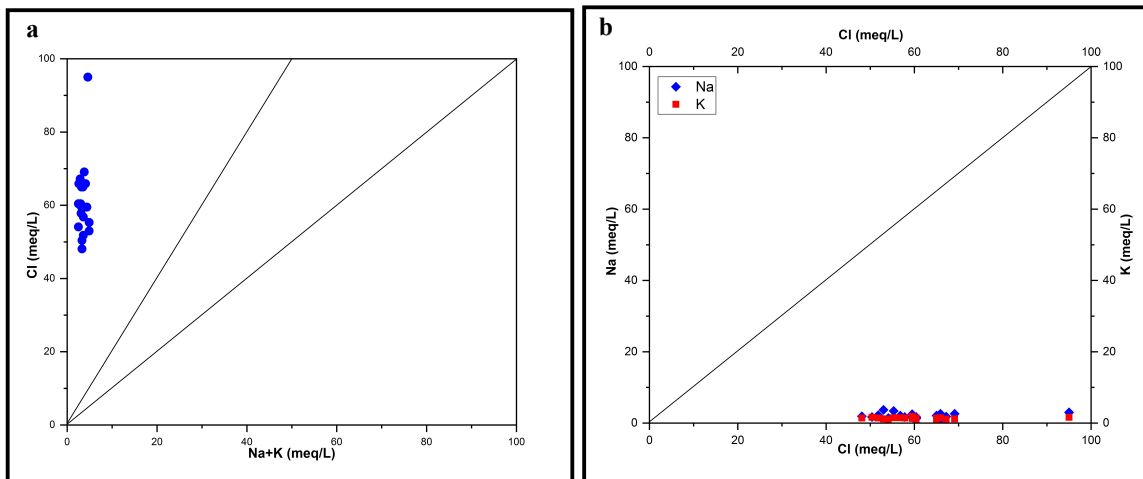 a
100
80
60
40
20
0
Cl (meq/L)
0 20 40 60 80 100
Na+K (meq/L)
b
Cl (meq/L)
0 20 40 60 80 100
Na
K
100 100
80 80
60 60
40 40
20 20
0 0
Na (meq/L)
K (meq/L)
0 20 40 60 80 100
Cl (meq/L)